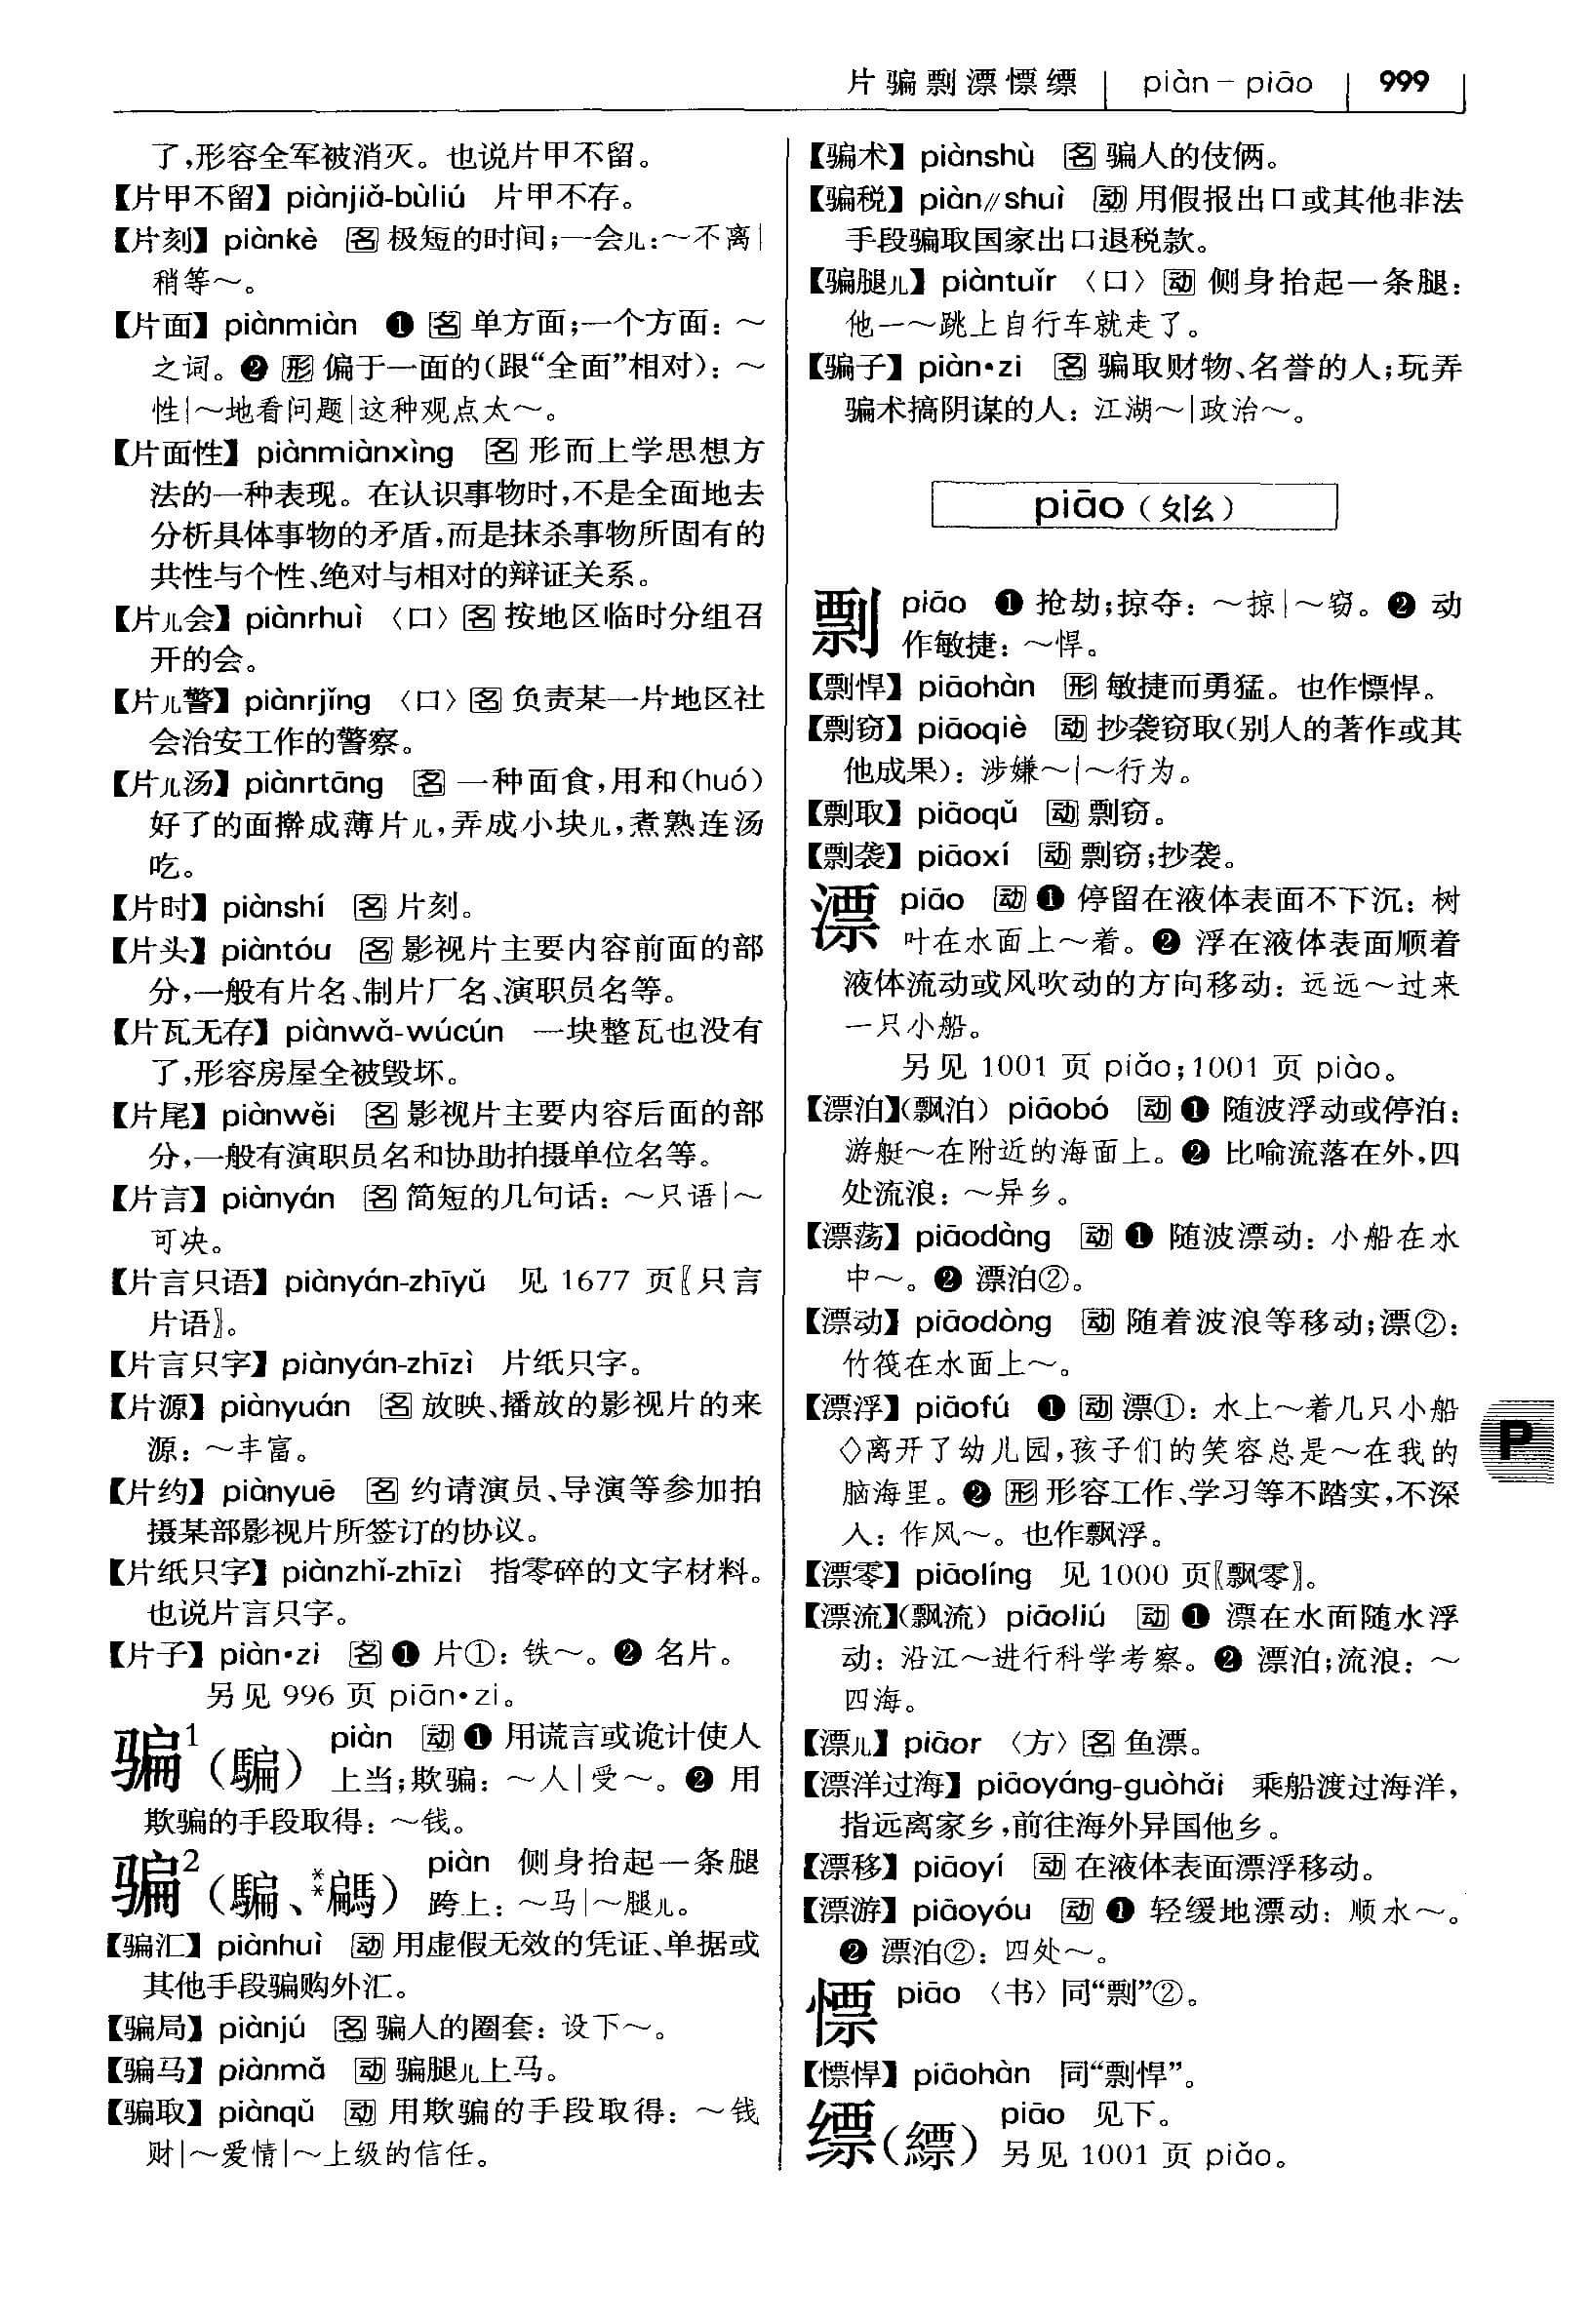 片骗剽漂慓缥 piàn－piāo 999
了，形容全军被消灭。也说片甲不留。
【片甲不留】piànjiǎ-bùliú 片甲不存。
【片刻】piànkè 名 极短的时间；一会儿：～不离|
稍等～。
【片面】piànmiàn ❶ 名 单方面；一个方面：～
之词。❷ 形 偏于一面的（跟“全面”相对）：～
性|～地看问题|这种观点太～。
【片面性】piànmiànxìng 名 形而上学思想方
法的一种表现。在认识事物时，不是全面地去
分析具体事物的矛盾，而是抹杀事物所固有的
共性与个性、绝对与相对的辩证关系。
【片儿会】piànrhuì 〈口〉名 按地区临时分组召
开的会。
【片儿警】piànrjǐng 〈口〉名 负责某一片地区社
会治安工作的警察。
【片儿汤】piànrtāng 名 一种面食，用和(huó)
好了的面擀成薄片儿，弄成小块儿，煮熟连汤
吃。
【片时】piànshí 名 片刻。
【片头】piàntóu 名 影视片主要内容前面的部
分，一般有片名、制片厂名、演职员名等。
【片瓦无存】piànwǎ-wúcún 一块整瓦也没有
了，形容房屋全被毁坏。
【片尾】piànwěi 名 影视片主要内容后面的部
分，一般有演职员名和协助拍摄单位名等。
【片言】piànyán 名 简短的几句话：～只语|～
可决。
【片言只语】piànyán-zhīyǔ 见 1677 页〖只言
片语〗。
【片言只字】piànyán-zhīzì 片纸只字。
【片源】piànyuán 名 放映、播放的影视片的来
源：～丰富。
【片约】piànyuē 名 约请演员、导演等参加拍
摄某部影视片所签订的协议。
【片纸只字】piànzhǐ-zhīzì 指零碎的文字材料。
也说片言只字。
【片子】piàn•zi 名 ❶ 片①：铁～。❷ 名片。
另见 996 页 piān•zi。
骗1（騙） piàn 动 ❶ 用谎言或诡计使人
上当；欺骗：～人|受～。❷ 用
欺骗的手段取得：～钱。
骗2（騙、**騗） piàn 侧身抬起一条腿
跨上：～马|～腿儿。
【骗汇】piànhuì 动 用虚假无效的凭证、单据或
其他手段骗购外汇。
【骗局】piànjú 名 骗人的圈套：设下～。
【骗马】piànmǎ 动 骗腿儿上马。
【骗取】piànqǔ 动 用欺骗的手段取得：～钱
财|～爱情|～上级的信任。
【骗术】piànshù 名 骗人的伎俩。
【骗税】piàn//shuì 动 用假报出口或其他非法
手段骗取国家出口退税款。
【骗腿儿】piàntuǐr 〈口〉动 侧身抬起一条腿：
他一～跳上自行车就走了。
【骗子】piàn•zi 名 骗取财物、名誉的人；玩弄
骗术搞阴谋的人：江湖～|政治～。
piāo（ㄆㄧㄠ）
剽 piāo ❶ 抢劫；掠夺：～掠|～窃。❷ 动
作敏捷：～悍。
【剽悍】piāohàn 形 敏捷而勇猛。也作慓悍。
【剽窃】piāoqiè 动 抄袭窃取（别人的著作或其
他成果）：涉嫌～|～行为。
【剽取】piāoqǔ 动 剽窃。
【剽袭】piāoxí 动 剽窃；抄袭。
漂 piāo 动 ❶ 停留在液体表面不下沉：树
叶在水面上～着。❷ 浮在液体表面顺着
液体流动或风吹动的方向移动：远远～过来
一只小船。
另见 1001 页 piǎo；1001 页 piào。
【漂泊】（飘泊）piāobó 动 ❶ 随波浮动或停泊：
游艇～在附近的海面上。❷ 比喻流落在外，四
处流浪：～异乡。
【漂荡】piāodàng 动 ❶ 随波漂动：小船在水
中～。❷ 漂泊②。
【漂动】piāodòng 动 随着波浪等移动；漂②：
竹筏在水面上～。
【漂浮】piāofú ❶ 动 漂①：水上～着几只小船
◇离开了幼儿园，孩子们的笑容总是～在我的
脑海里。❷ 形 形容工作、学习等不踏实，不深
入：作风～。也作飘浮。
【漂零】piāolíng 见 1000 页〖飘零〗。
【漂流】（飘流）piāoliú 动 ❶ 漂在水面随水浮
动：沿江～进行科学考察。❷ 漂泊；流浪：～
四海。
【漂儿】piāor 〈方〉名 鱼漂。
【漂洋过海】piāoyáng-guòhǎi 乘船渡过海洋，
指远离家乡，前往海外异国他乡。
【漂移】piāoyí 动 在液体表面漂浮移动。
【漂游】piāoyóu 动 ❶ 轻缓地漂动：顺水～。
❷ 漂泊②：四处～。
慓 piāo 〈书〉同“剽”②。
【慓悍】piāohàn 同“剽悍”。
缥（縹） piāo 见下。
另见 1001 页 piǎo。
P